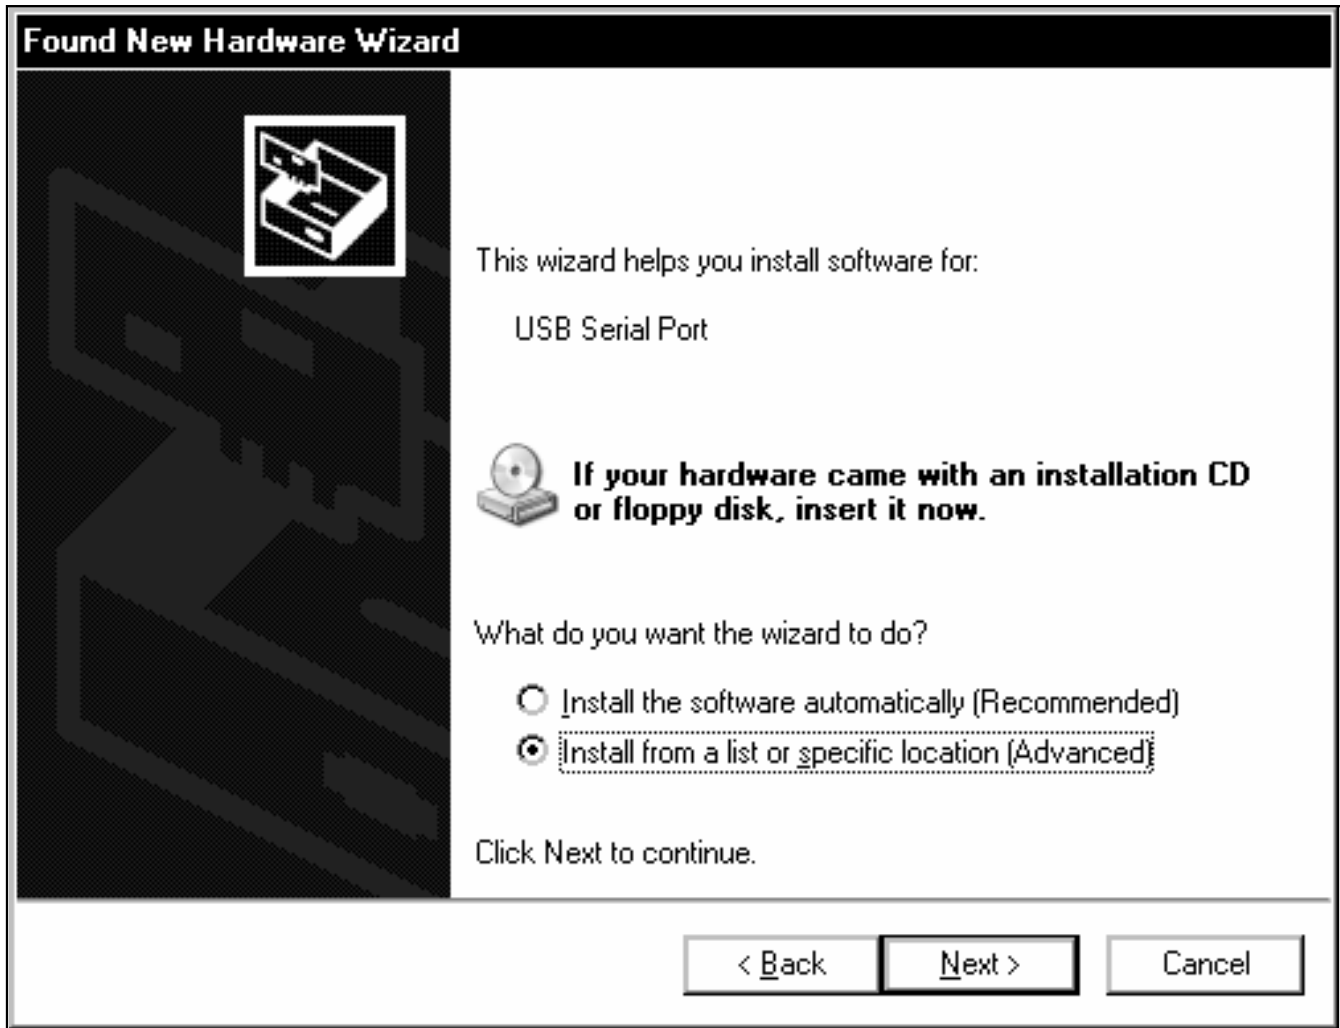 Found New Hardware Wizard
This wizard helps you install software for:
USB Serial Port
If your hardware came with an installation CD
or floppy disk, insert it now.
What do you want the wizard to do?
Install the software automatically (Recommended)
Install from a list or specific location (Advanced)
Click Next to continue.
< Back
Next >
Cancel